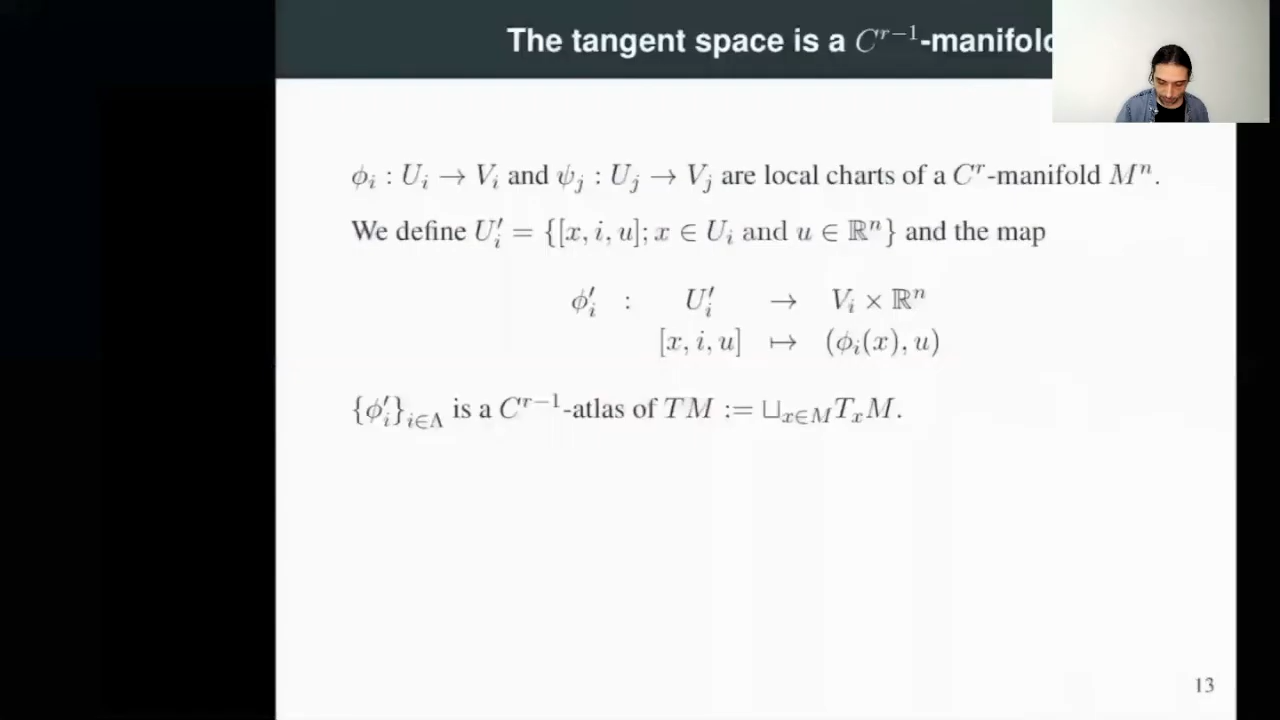 The tangent space is a C^{r−1}-manifold
ϕ_i : U_i → V_i and ψ_j : U_j → V_j are local charts of a C^r-manifold M^n.
We define U′_i = {[x, i, u]; x ∈ U_i and u ∈ ℝ^n} and the map
ϕ′_i : U′_i → V_i × ℝ^n
[x, i, u] ↦ (ϕ_i(x), u)
{ϕ′_i}_{i∈Λ} is a C^{r−1}-atlas of TM := ⊔_{x∈M}T_xM.
13